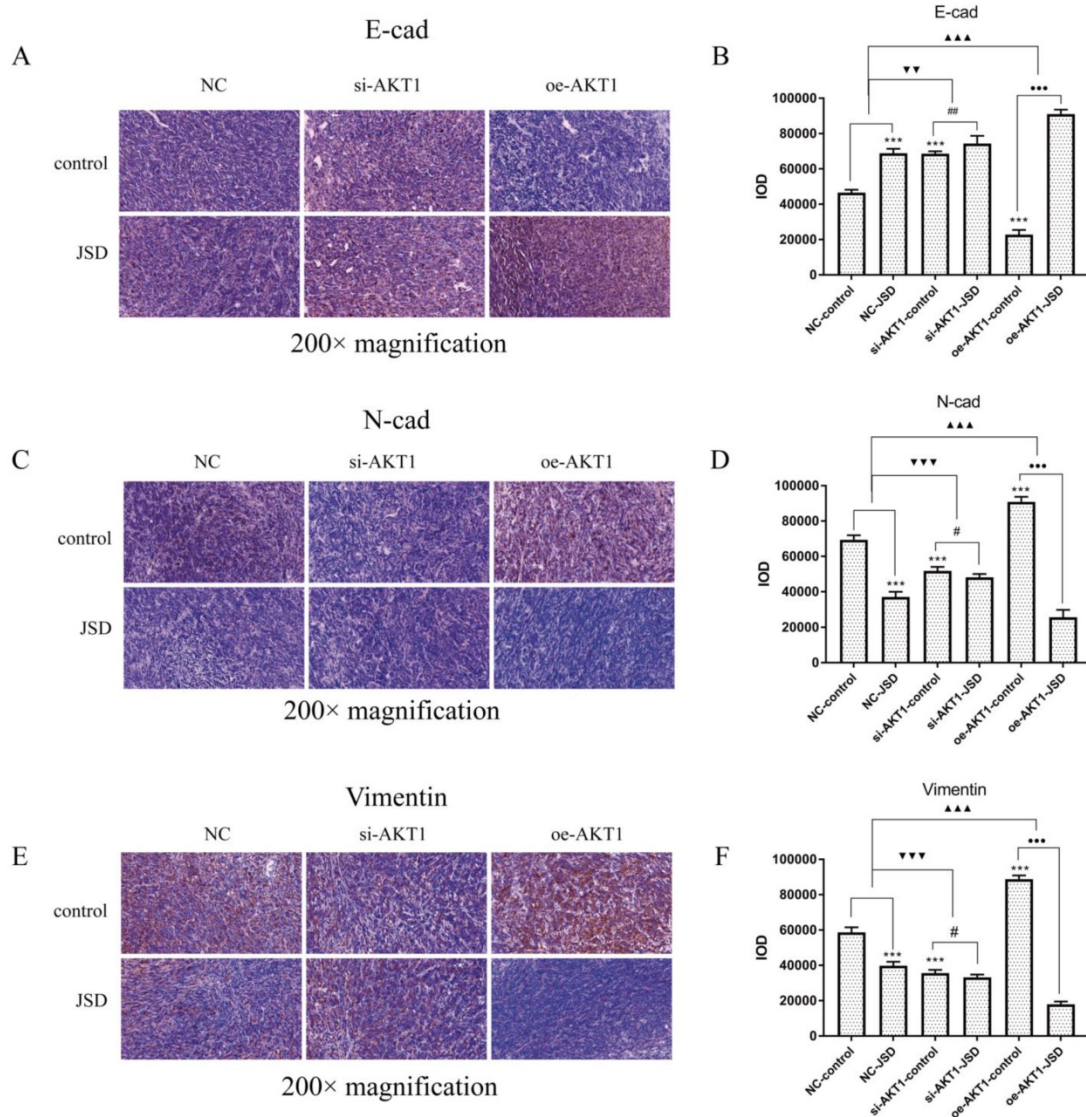 E-cad
A
NC
si-AKT1
oe-AKT1
control
JSD
200× magnification
B
E-cad
▲▲▲
▼▼
•••
##
***
***
***
IOD
100000
80000
60000
40000
20000
0
NC-control
NC-JSD
si-AKT1-control
si-AKT1-JSD
oe-AKT1-control
oe-AKT1-JSD
N-cad
C
NC
si-AKT1
oe-AKT1
control
JSD
200× magnification
D
N-cad
▲▲▲
▼▼▼
•••
#
***
***
***
IOD
100000
80000
60000
40000
20000
0
NC-control
NC-JSD
si-AKT1-control
si-AKT1-JSD
oe-AKT1-control
oe-AKT1-JSD
Vimentin
E
NC
si-AKT1
oe-AKT1
control
JSD
200× magnification
F
Vimentin
▲▲▲
▼▼▼
•••
#
***
***
***
IOD
100000
80000
60000
40000
20000
0
NC-control
NC-JSD
si-AKT1-control
si-AKT1-JSD
oe-AKT1-control
oe-AKT1-JSD